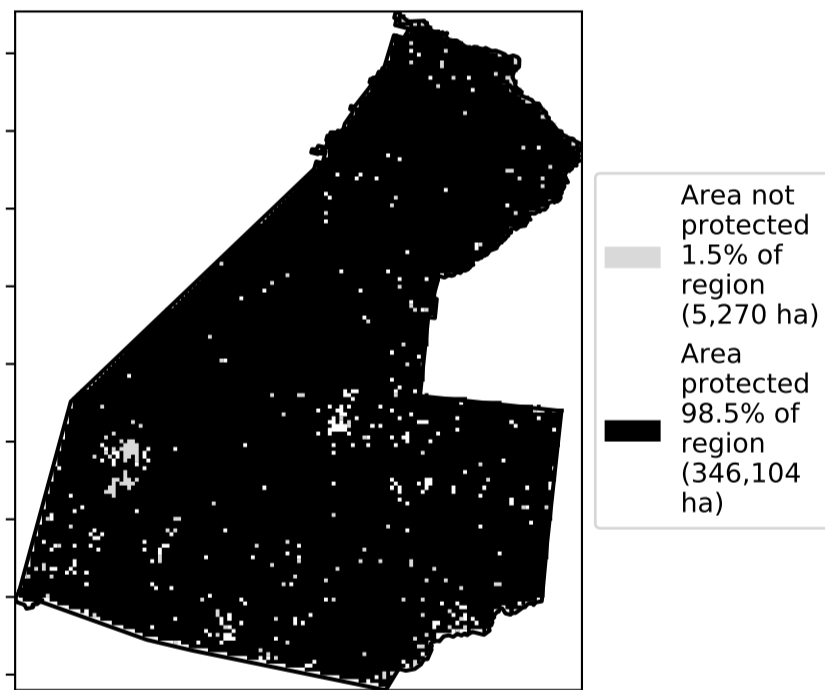 Area not
protected
1.5% of
region
(5,270 ha)
Area
protected
98.5% of
region
(346,104
ha)